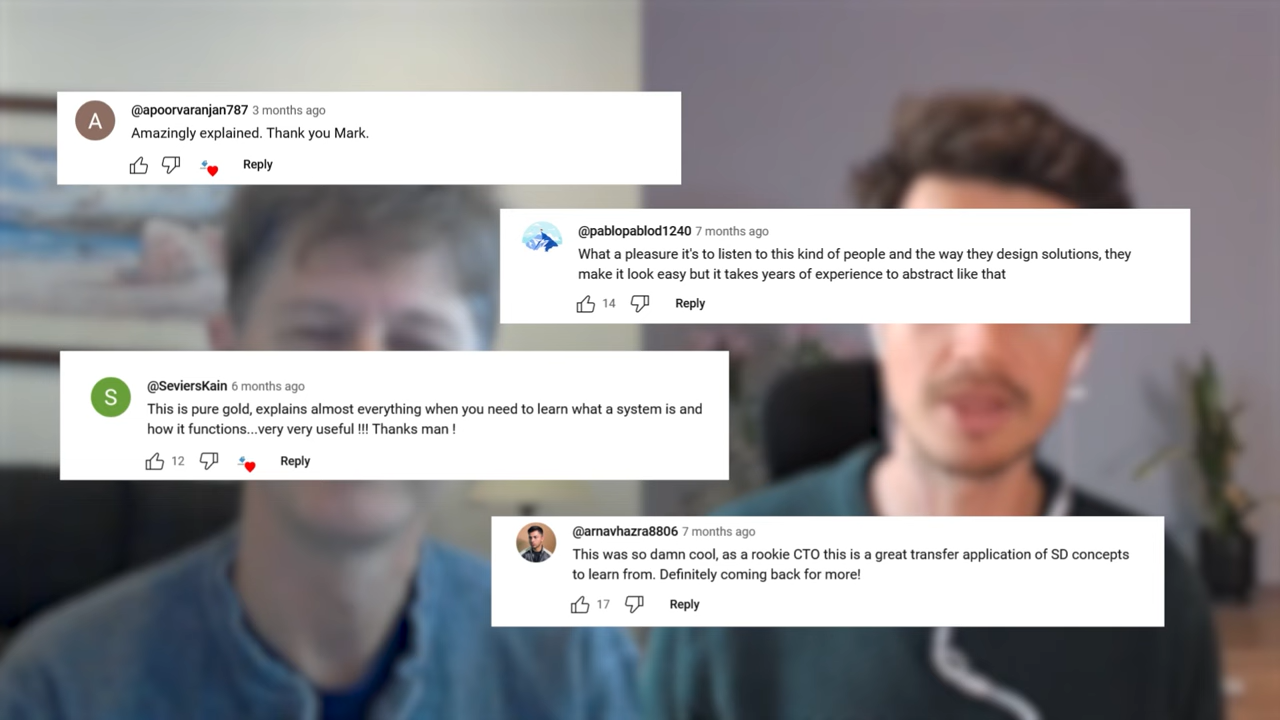 A
@apoorvaranjan787 3 months ago
Amazingly explained. Thank you Mark.
Reply
@pablopablod1240 7 months ago
What a pleasure it's to listen to this kind of people and the way they design solutions, they
make it look easy but it takes years of experience to abstract like that
14 Reply
S
@SeviersKain 6 months ago
This is pure gold, explains almost everything when you need to learn what a system is and
how it functions...very very useful !!! Thanks man !
12 Reply
@arnavhazra8806 7 months ago
This was so damn cool, as a rookie CTO this is a great transfer application of SD concepts
to learn from. Definitely coming back for more!
17 Reply